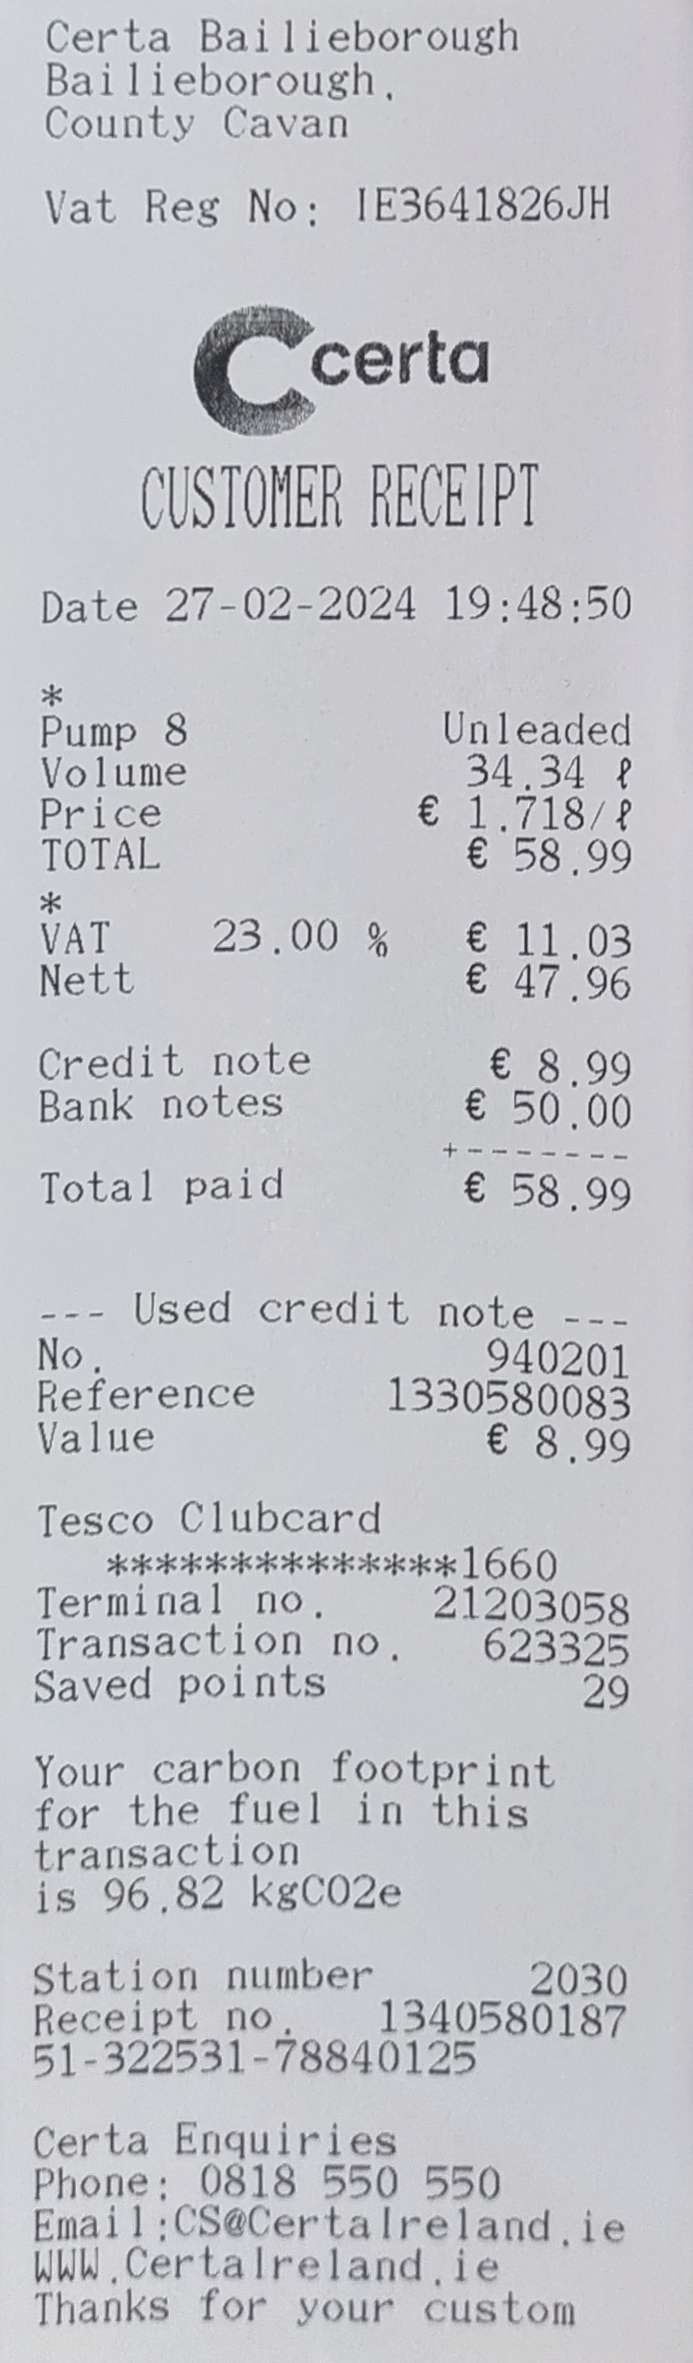 Certa Bailieborough
Bailieborough,
County Cavan
Vat Reg No: IE3641826JH
certa
CUSTOMER RECEIPT
Date 27-02-2024 19:48:50
*
Pump 8 Unleaded
Volume 34.34 ℓ
Price € 1.718/ℓ
TOTAL € 58.99
*
VAT 23.00 % € 11.03
Nett € 47.96
Credit note € 8.99
Bank notes € 50.00
+--------
Total paid € 58.99
--- Used credit note ---
No. 940201
Reference 1330580083
Value € 8.99
Tesco Clubcard
**************1660
Terminal no. 21203058
Transaction no. 623325
Saved points 29
Your carbon footprint
for the fuel in this
transaction
is 96.82 kgCO2e
Station number 2030
Receipt no. 1340580187
51-322531-78840125
Certa Enquiries
Phone: 0818 550 550
Email:CS@CertaIreland.ie
WWW.CertaIreland.ie
Thanks for your custom